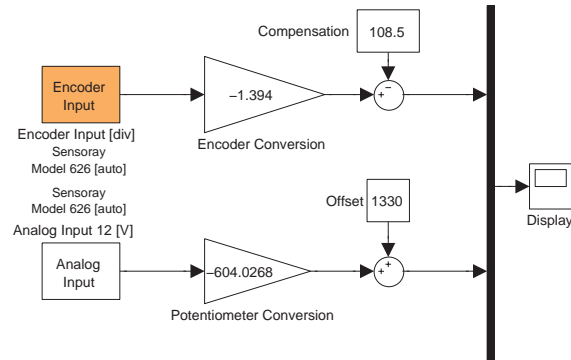 Compensation
108.5
Encoder
Input
−1.394
+
−
Encoder Input [div]
Sensoray
Model 626 [auto]
Encoder Conversion
Sensoray
Model 626 [auto]
Analog Input 12 [V]
Offset
1330
Display
Analog
Input
−604.0268
+
+
Potentiometer Conversion